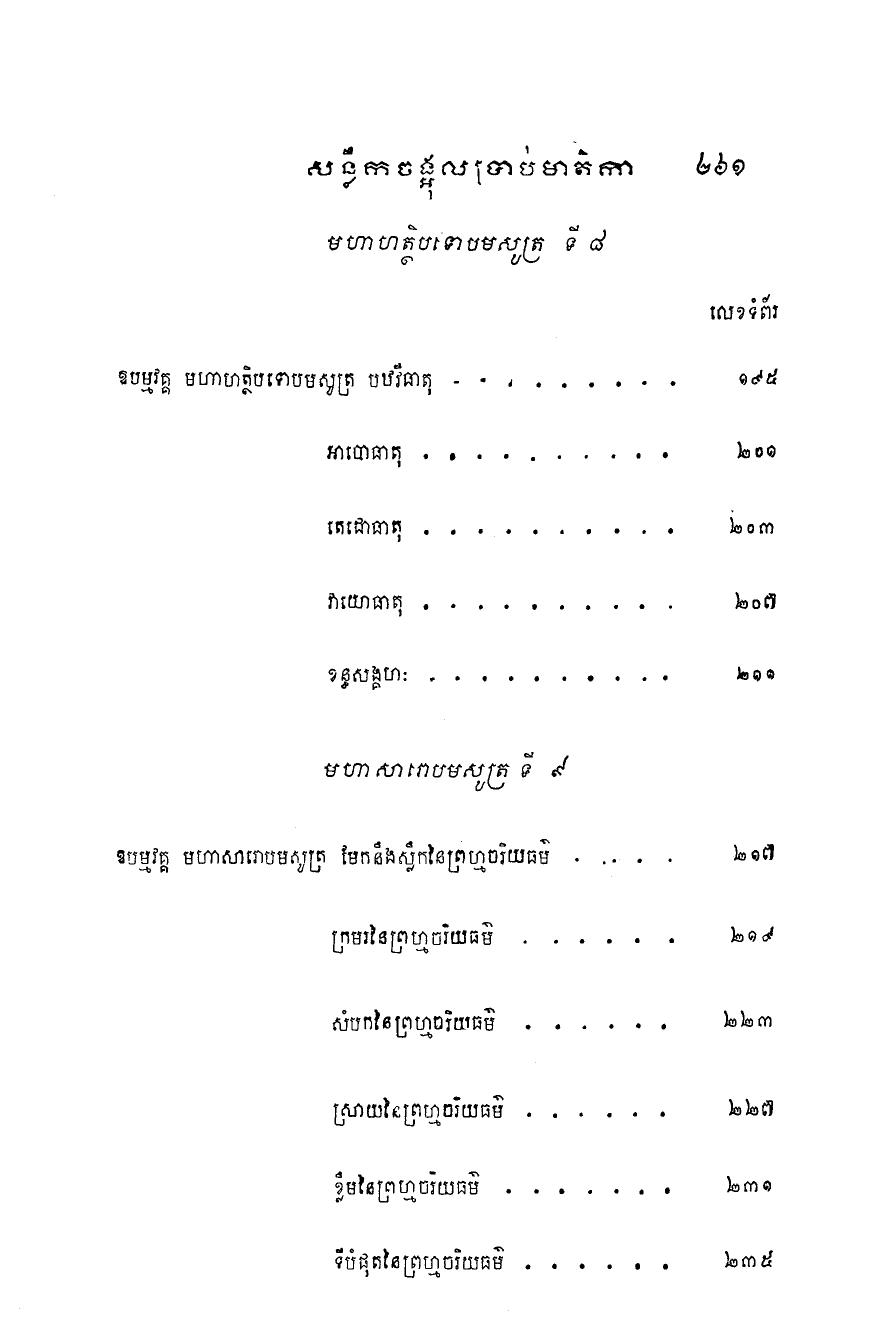 សន្លឹកចង្អុលទ្រាប់មាតិកា ២៦១
មហាហត្ថិបទោបមសូត្រ ទី ៨
លេខទំព័រ
ឱបម្មវគ្គ មហាហត្ថិបទោបមសូត្រ បឋវីធាតុ - - . . . . . . . ១៩៥
អាបោធាតុ . . . . . . . . . . ២០១
តេជោធាតុ . . . . . . . . . . ២០៣
វាយោធាតុ . . . . . . . . . . ២០៧
ខន្ធសង្គហៈ . . . . . . . . . . ២១១
មហាសារោបមសូត្រ ទី ៩
ឱបម្មវគ្គ មហាសារោបមសូត្រ មែកនឹងស្លឹកនៃព្រហ្មចរិយធម៌ . . . . . ២១៧
ក្រមរនៃព្រហ្មចរិយធម៌ . . . . . . ២១៩
សំបកនៃព្រហ្មចរិយធម៌ . . . . . . ២២៣
ស្រាយនៃព្រហ្មចរិយធម៌ . . . . . . ២២៧
ខ្លឹមនៃព្រហ្មចរិយធម៌ . . . . . . . ២៣១
ទីបំផុតនៃព្រហ្មចរិយធម៌ . . . . . . ២៣៥